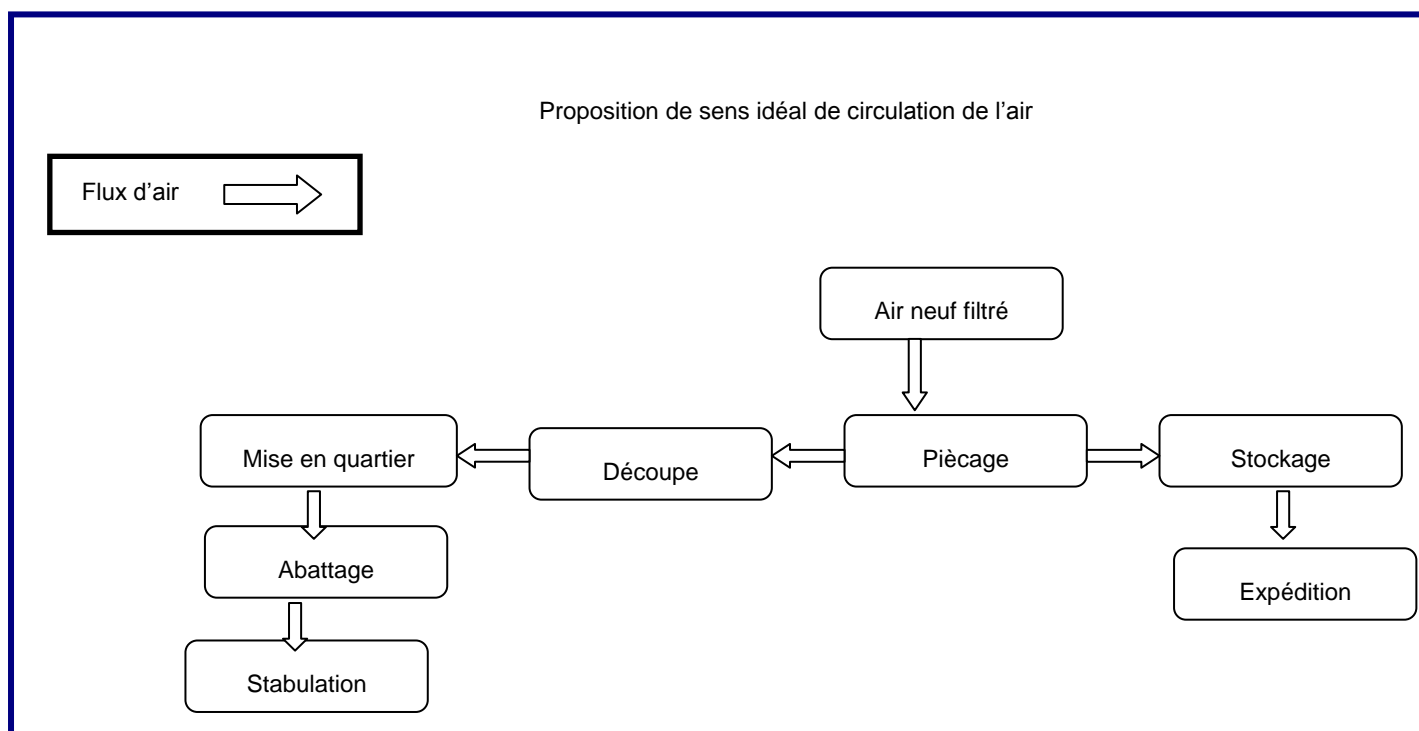 Proposition de sens idéal de circulation de l’air
Flux d’air
Air neuf filtré
Mise en quartier
Découpe
Piècage
Stockage
Abattage
Expédition
Stabulation